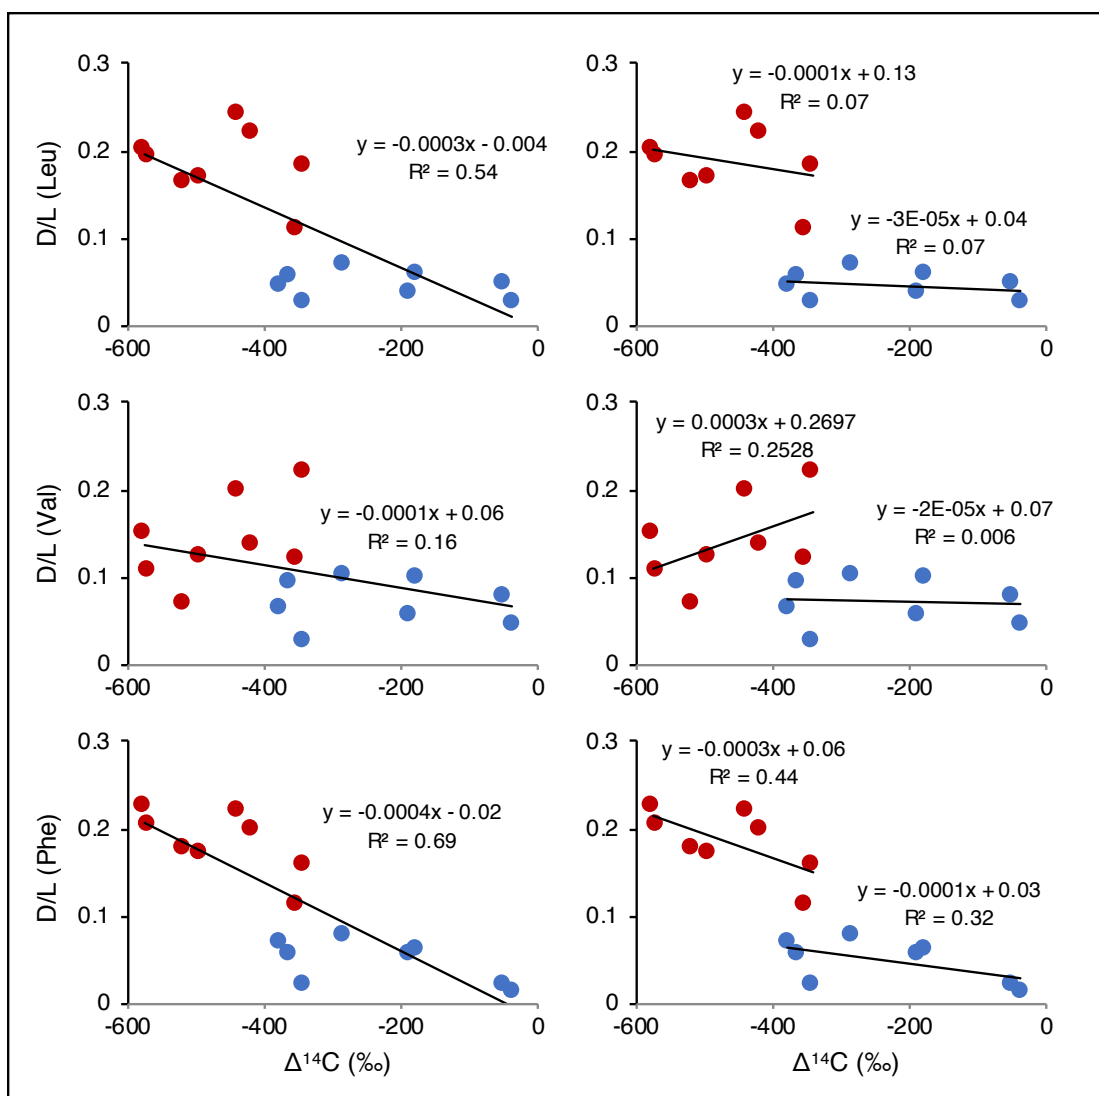 0.3
0.2
0.1
0
D/L (Leu)
y = -0.0003x - 0.004
R² = 0.54
-600
-400
-200
0
y = -0.0001x + 0.13
R² = 0.07
y = -3E-05x + 0.04
R² = 0.07
0.3
0.2
0.1
0
-600
-400
-200
0
0.3
0.2
0.1
0
D/L (Val)
y = -0.0001x + 0.06
R² = 0.16
-600
-400
-200
0
y = 0.0003x + 0.2697
R² = 0.2528
y = -2E-05x + 0.07
R² = 0.006
0.3
0.2
0.1
0
-600
-400
-200
0
0.3
0.2
0.1
0
D/L (Phe)
y = -0.0004x - 0.02
R² = 0.69
-600
-400
-200
0
Δ¹⁴C (‰)
y = -0.0003x + 0.06
R² = 0.44
y = -0.0001x + 0.03
R² = 0.32
0.3
0.2
0.1
0
-600
-400
-200
0
Δ¹⁴C (‰)